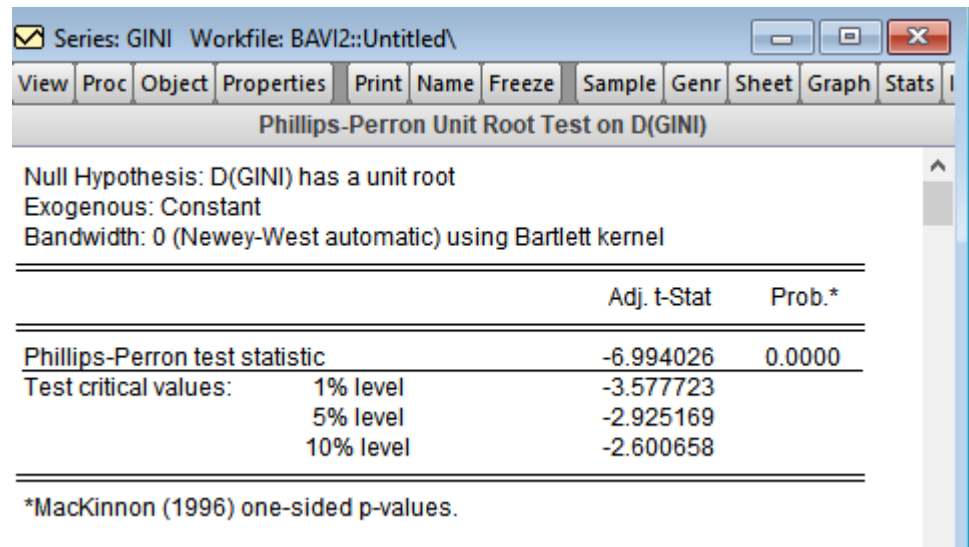 Series: GINI Workfile: BAVI2::Untitled\
View Proc Object Properties Print Name Freeze Sample Genr Sheet Graph Stats
Phillips-Perron Unit Root Test on D(GINI)
Null Hypothesis: D(GINI) has a unit root
Exogenous: Constant
Bandwidth: 0 (Newey-West automatic) using Bartlett kernel
Adj. t-Stat Prob.*
Phillips-Perron test statistic -6.994026 0.0000
Test critical values: 1% level -3.577723
5% level -2.925169
10% level -2.600658
*MacKinnon (1996) one-sided p-values.